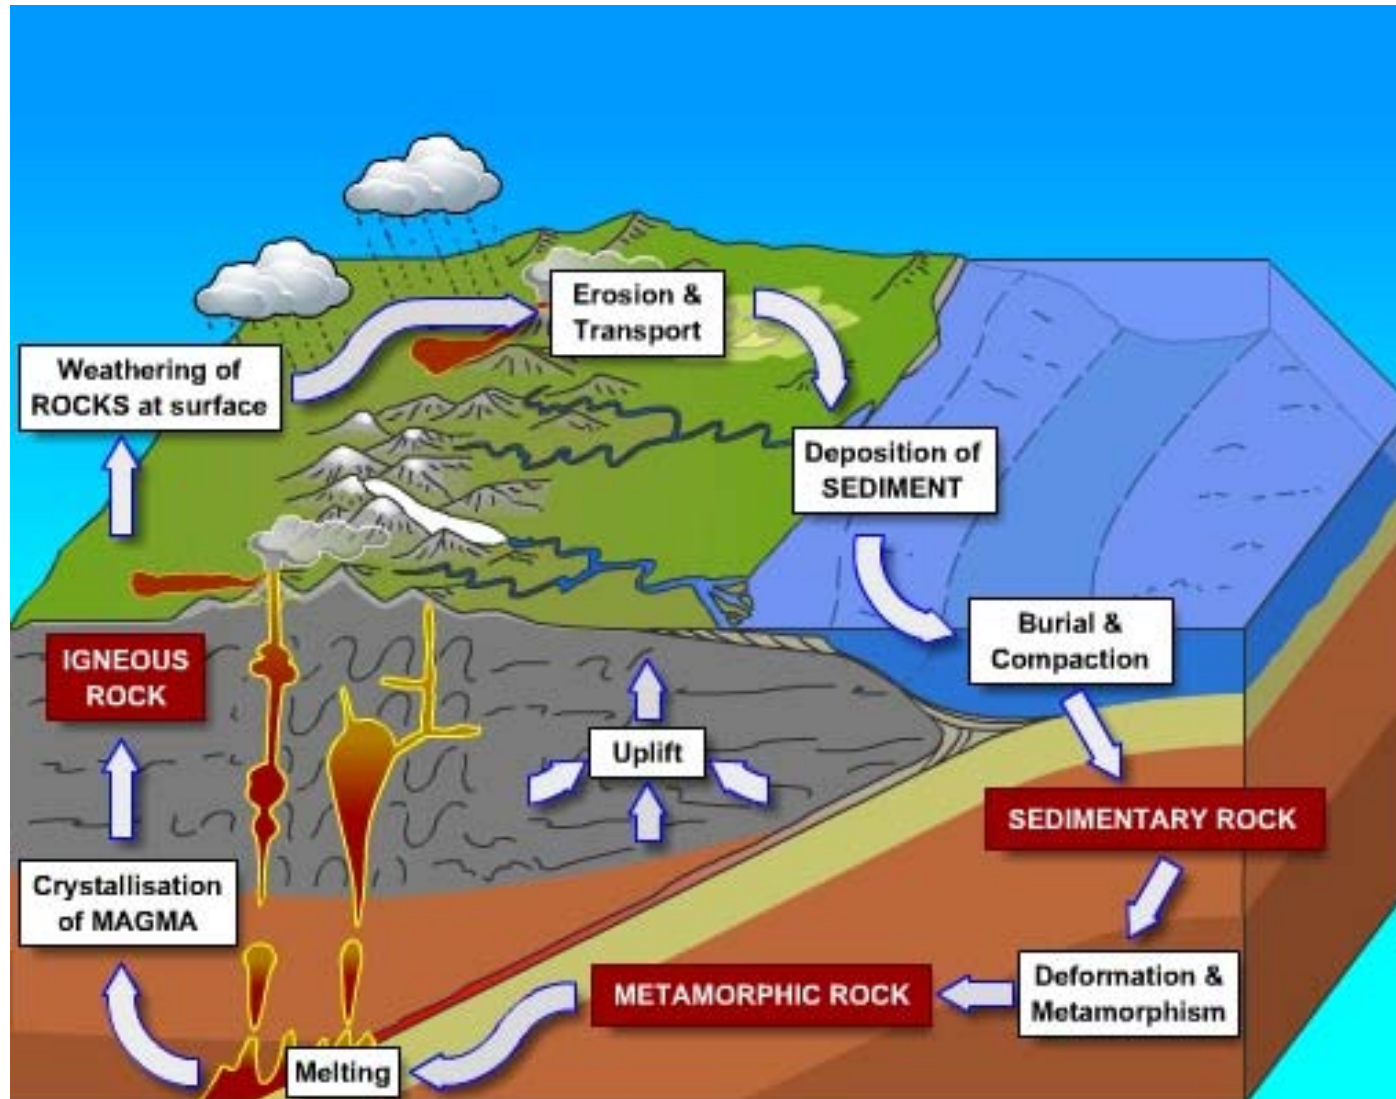 Erosion &
Transport
Weathering of
ROCKS at surface
Deposition of
SEDIMENT
Burial &
Compaction
IGNEOUS
ROCK
Uplift
SEDIMENTARY ROCK
Crystallisation
of MAGMA
Deformation &
Metamorphism
METAMORPHIC ROCK
Melting